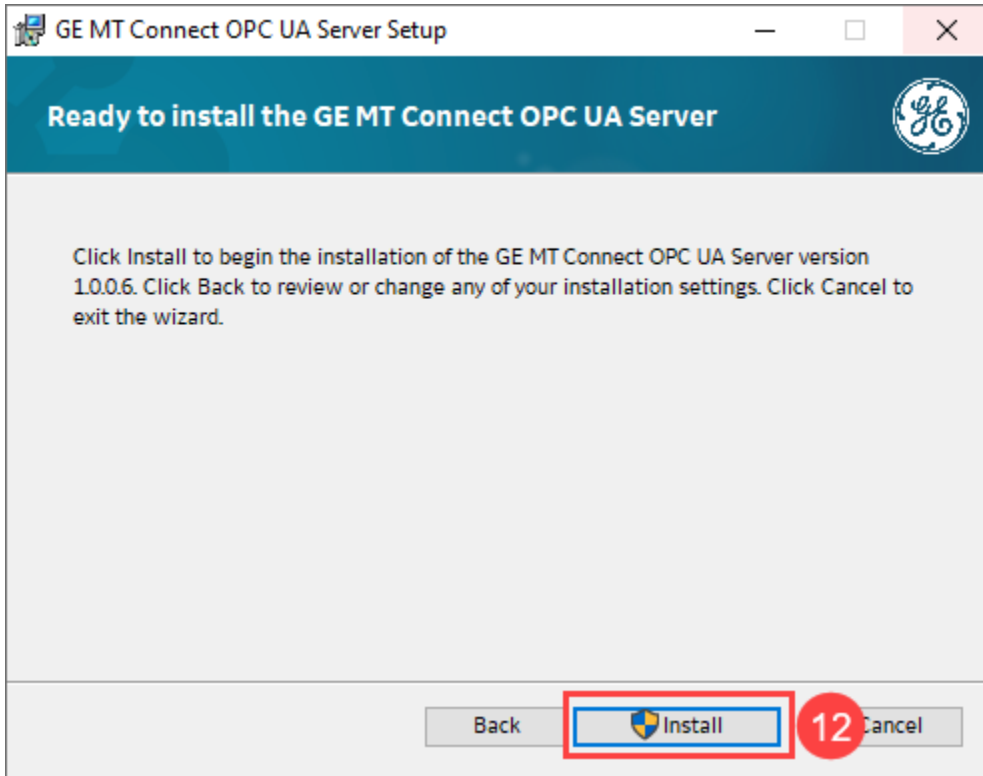 GE MT Connect OPC UA Server Setup
Ready to install the GE MT Connect OPC UA Server
GE
Click Install to begin the installation of the GE MT Connect OPC UA Server version
1.0.0.6. Click Back to review or change any of your installation settings. Click Cancel to
exit the wizard.
Back Install 12 Cancel